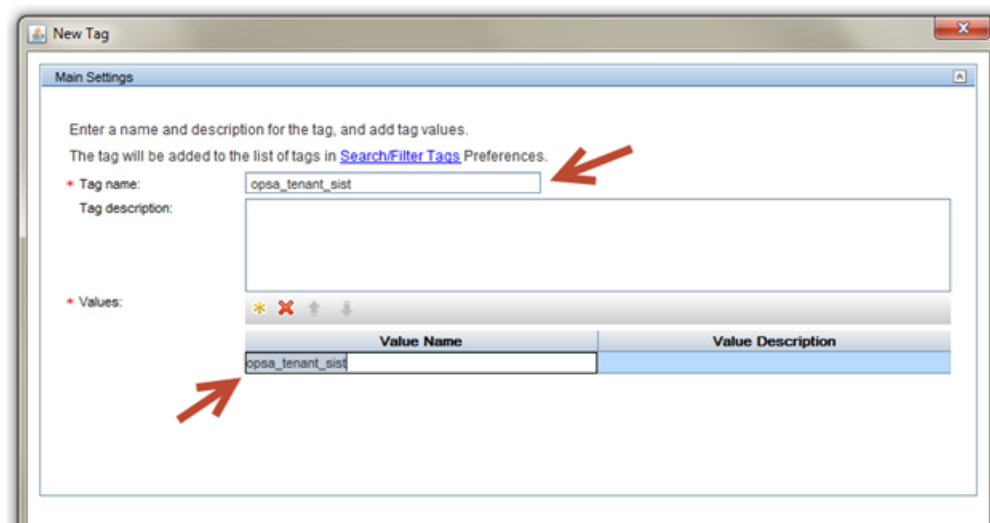 New Tag
Main Settings
Enter a name and description for the tag, and add tag values.
The tag will be added to the list of tags in Search/Filter Tags Preferences.
* Tag name: opsa_tenant_sist
Tag description:
* Values:
Value Name Value Description
opsa_tenant_sist